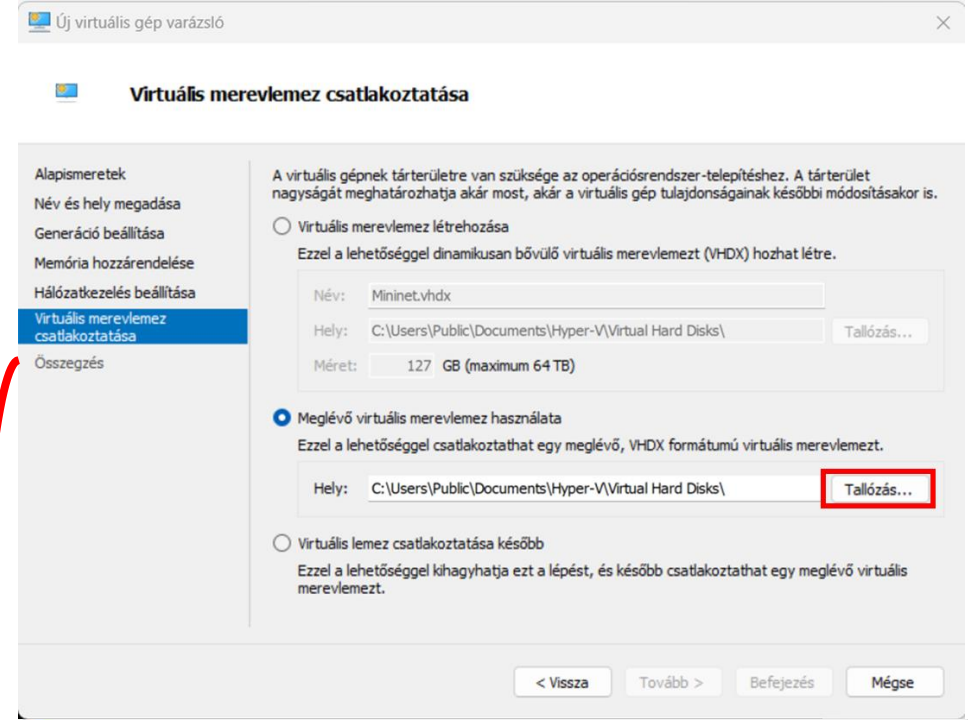 Új virtuális gép varázsló
Virtuális merevlemez csatlakoztatása
Alapismeretek
Név és hely megadása
Generáció beállítása
Memória hozzárendelése
Hálózatkezelés beállítása
Virtuális merevlemez
csatlakoztatása
Összegzés
A virtuális gépnek tárterületre van szüksége az operációsrendszer-telepítéshez. A tárterület
nagyságát meghatározhatja akár most, akár a virtuális gép tulajdonságainak későbbi módosításakor is.
Virtuális merevlemez létrehozása
Ezzel a lehetőséggel dinamikusan bővülő virtuális merevlemezt (VHDX) hozhat létre.
Név: Mininet.vhdx
Hely: C:\Users\Public\Documents\Hyper-V\Virtual Hard Disks\ Tallózás...
Méret: 127 GB (maximum 64 TB)
Meglévő virtuális merevlemez használata
Ezzel a lehetőséggel csatlakoztathat egy meglévő, VHDX formátumú virtuális merevlemezt.
Hely: C:\Users\Public\Documents\Hyper-V\Virtual Hard Disks\ Tallózás...
Virtuális lemez csatlakoztatása később
Ezzel a lehetőséggel kihagyhatja ezt a lépést, és később csatlakoztathat egy meglévő virtuális
merevlemezt.
< Vissza Tovább > Befejezés Mégse